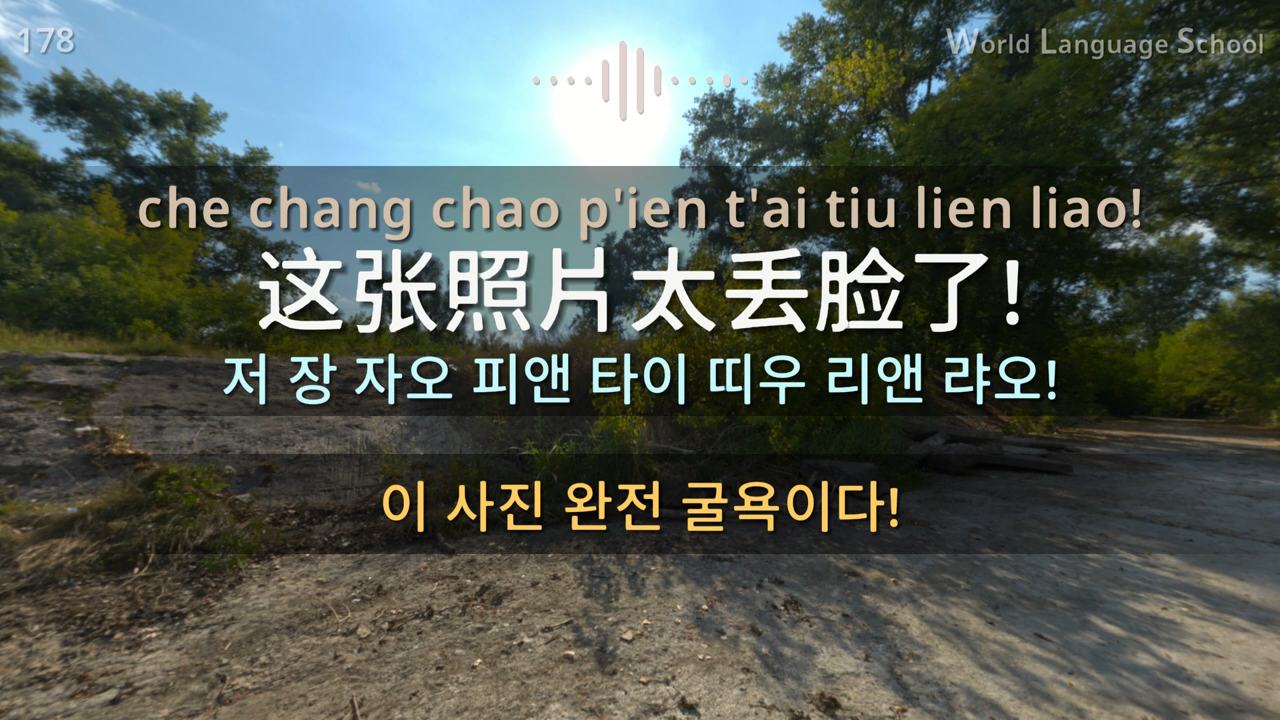 178
World Language School
che chang chao p'ien t'ai tiu lien liao!
这张照片太丢脸了!
저 장 자오 피앤 타이 띠우 리앤 랴오!
이 사진 완전 굴욕이다!